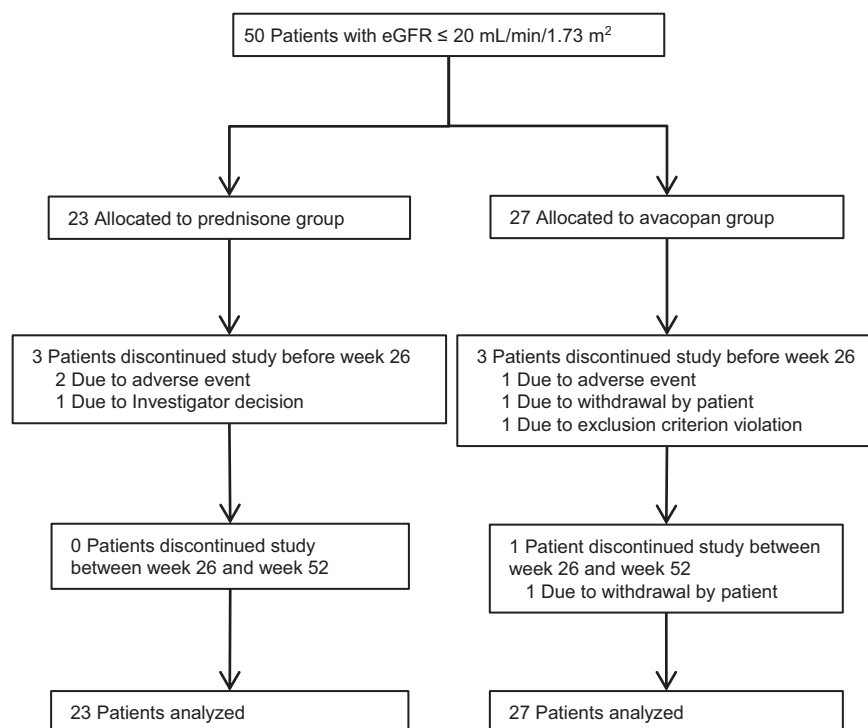 50 Patients with eGFR ≤ 20 mL/min/1.73 m²
23 Allocated to prednisone group
27 Allocated to avacopan group
3 Patients discontinued study before week 26
2 Due to adverse event
1 Due to Investigator decision
3 Patients discontinued study before week 26
1 Due to adverse event
1 Due to withdrawal by patient
1 Due to exclusion criterion violation
0 Patients discontinued study
between week 26 and week 52
1 Patient discontinued study between
week 26 and week 52
1 Due to withdrawal by patient
23 Patients analyzed
27 Patients analyzed